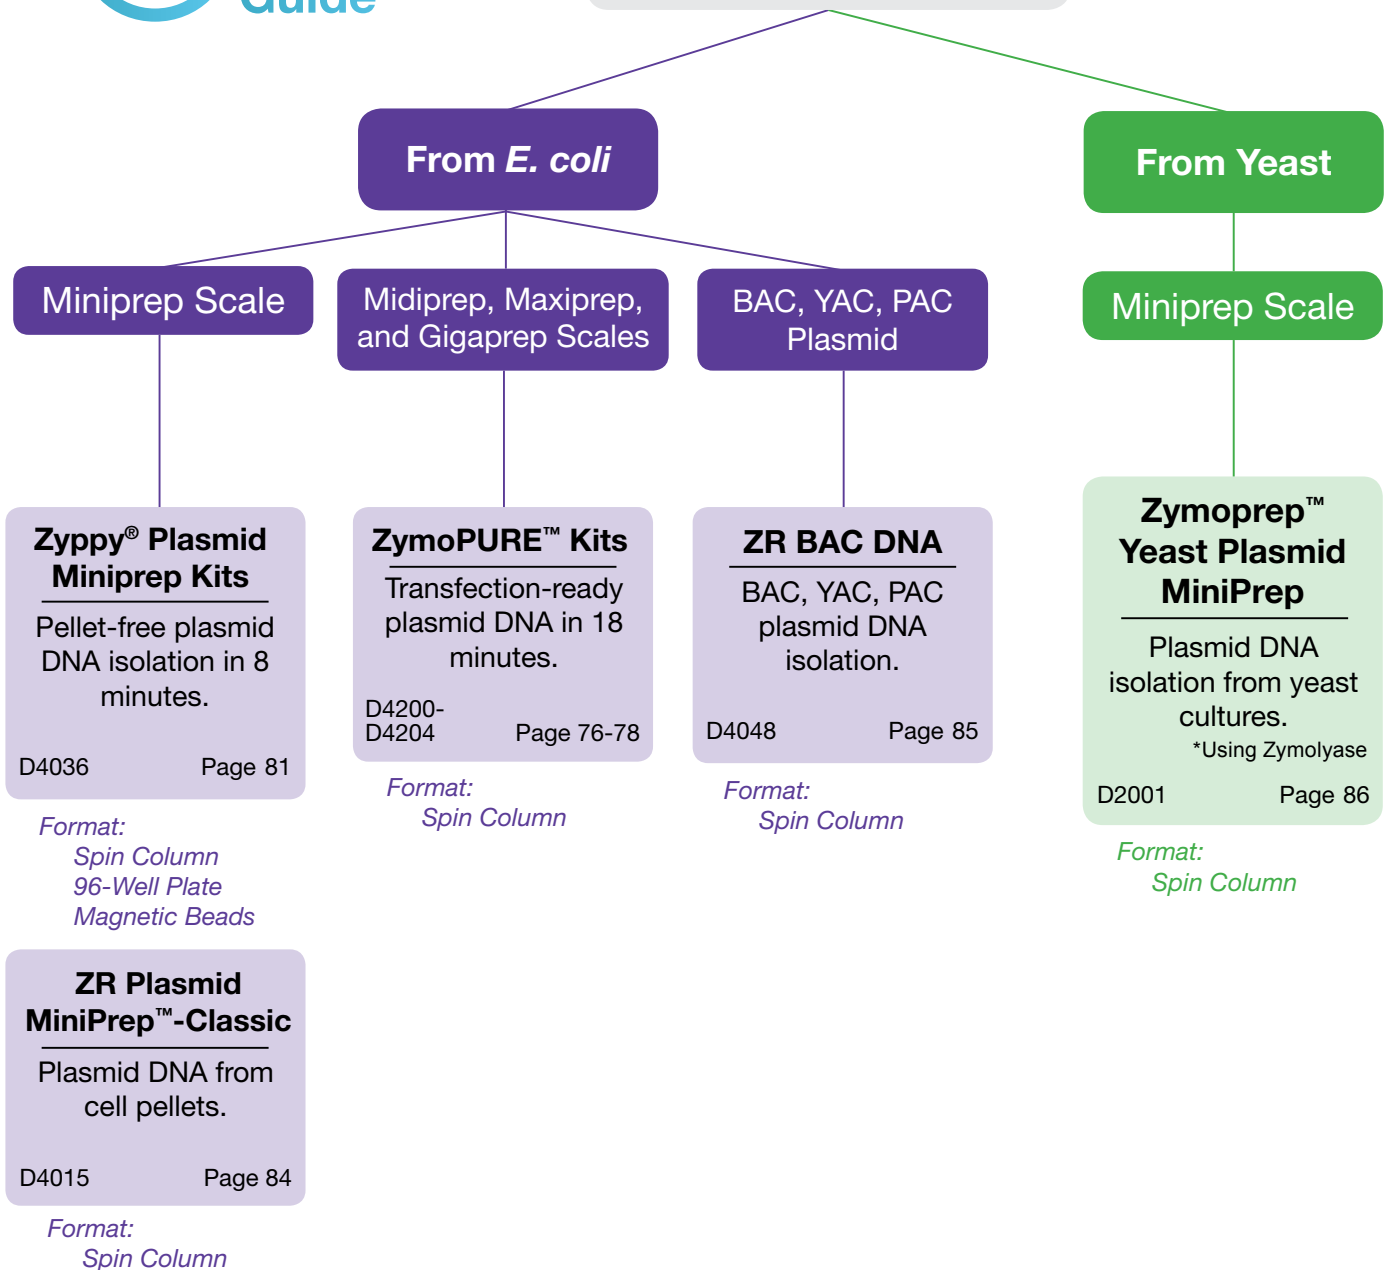 Guide
From E. coli
From Yeast
Miniprep Scale
Midiprep, Maxiprep,
and Gigaprep Scales
BAC, YAC, PAC
Plasmid
Miniprep Scale
Zyppy® Plasmid
Miniprep Kits
Pellet-free plasmid
DNA isolation in 8
minutes.
D4036 Page 81
Format:
Spin Column
96-Well Plate
Magnetic Beads
ZR Plasmid
MiniPrep™-Classic
Plasmid DNA from
cell pellets.
D4015 Page 84
Format:
Spin Column
ZymoPURE™ Kits
Transfection-ready
plasmid DNA in 18
minutes.
D4200-
D4204 Page 76-78
Format:
Spin Column
ZR BAC DNA
BAC, YAC, PAC
plasmid DNA
isolation.
D4048 Page 85
Format:
Spin Column
Zymoprep™
Yeast Plasmid
MiniPrep
Plasmid DNA
isolation from yeast
cultures.
*Using Zymolyase
D2001 Page 86
Format:
Spin Column